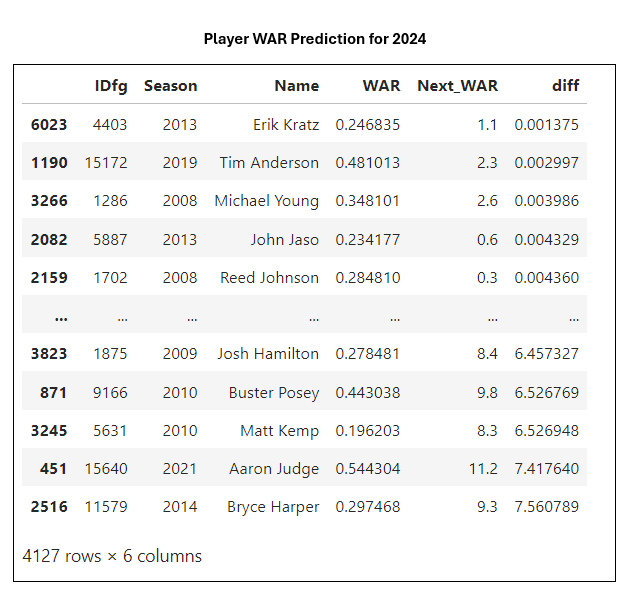 Player WAR Prediction for 2024
IDfg Season Name WAR Next_WAR diff
6023 4403 2013 Erik Kratz 0.246835 1.1 0.001375
1190 15172 2019 Tim Anderson 0.481013 2.3 0.002997
3266 1286 2008 Michael Young 0.348101 2.6 0.003986
2082 5887 2013 John Jaso 0.234177 0.6 0.004329
2159 1702 2008 Reed Johnson 0.284810 0.3 0.004360
... ... ... ... ... ... ...
3823 1875 2009 Josh Hamilton 0.278481 8.4 6.457327
871 9166 2010 Buster Posey 0.443038 9.8 6.526769
3245 5631 2010 Matt Kemp 0.196203 8.3 6.526948
451 15640 2021 Aaron Judge 0.544304 11.2 7.417640
2516 11579 2014 Bryce Harper 0.297468 9.3 7.560789
4127 rows × 6 columns